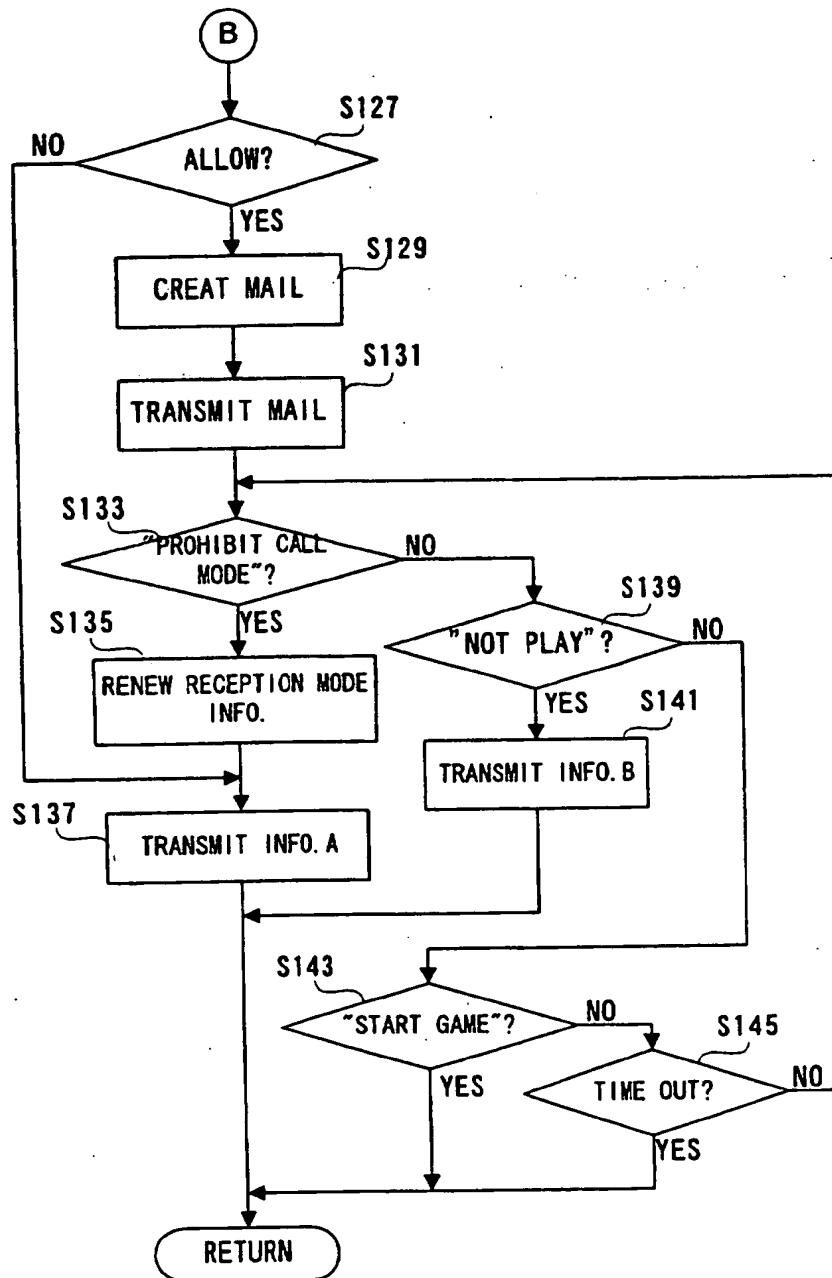 B
S127
NO
ALLOW?
YES
S129
CREAT MAIL
S131
TRANSMIT MAIL
S133
"PROHIBIT CALL
MODE"?
NO
YES
S139
"NOT PLAY"?
NO
YES
S135
RENEW RECEPTION MODE
INFO.
S141
TRANSMIT INFO. B
S137
TRANSMIT INFO. A
S143
"START GAME"?
NO
YES
S145
TIME OUT?
NO
YES
RETURN